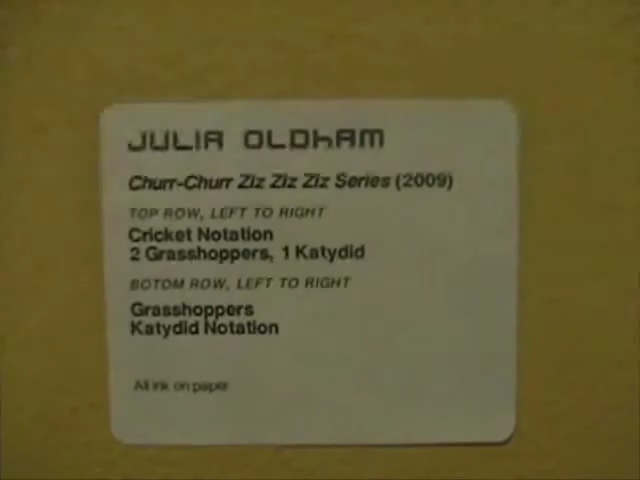 JULIA OLDHAM
Churr-Churr Ziz Ziz Ziz Series (2009)
TOP ROW, LEFT TO RIGHT
Cricket Notation
2 Grasshoppers, 1 Katydid
BOTOM ROW, LEFT TO RIGHT
Grasshoppers
Katydid Notation
All ink on paper